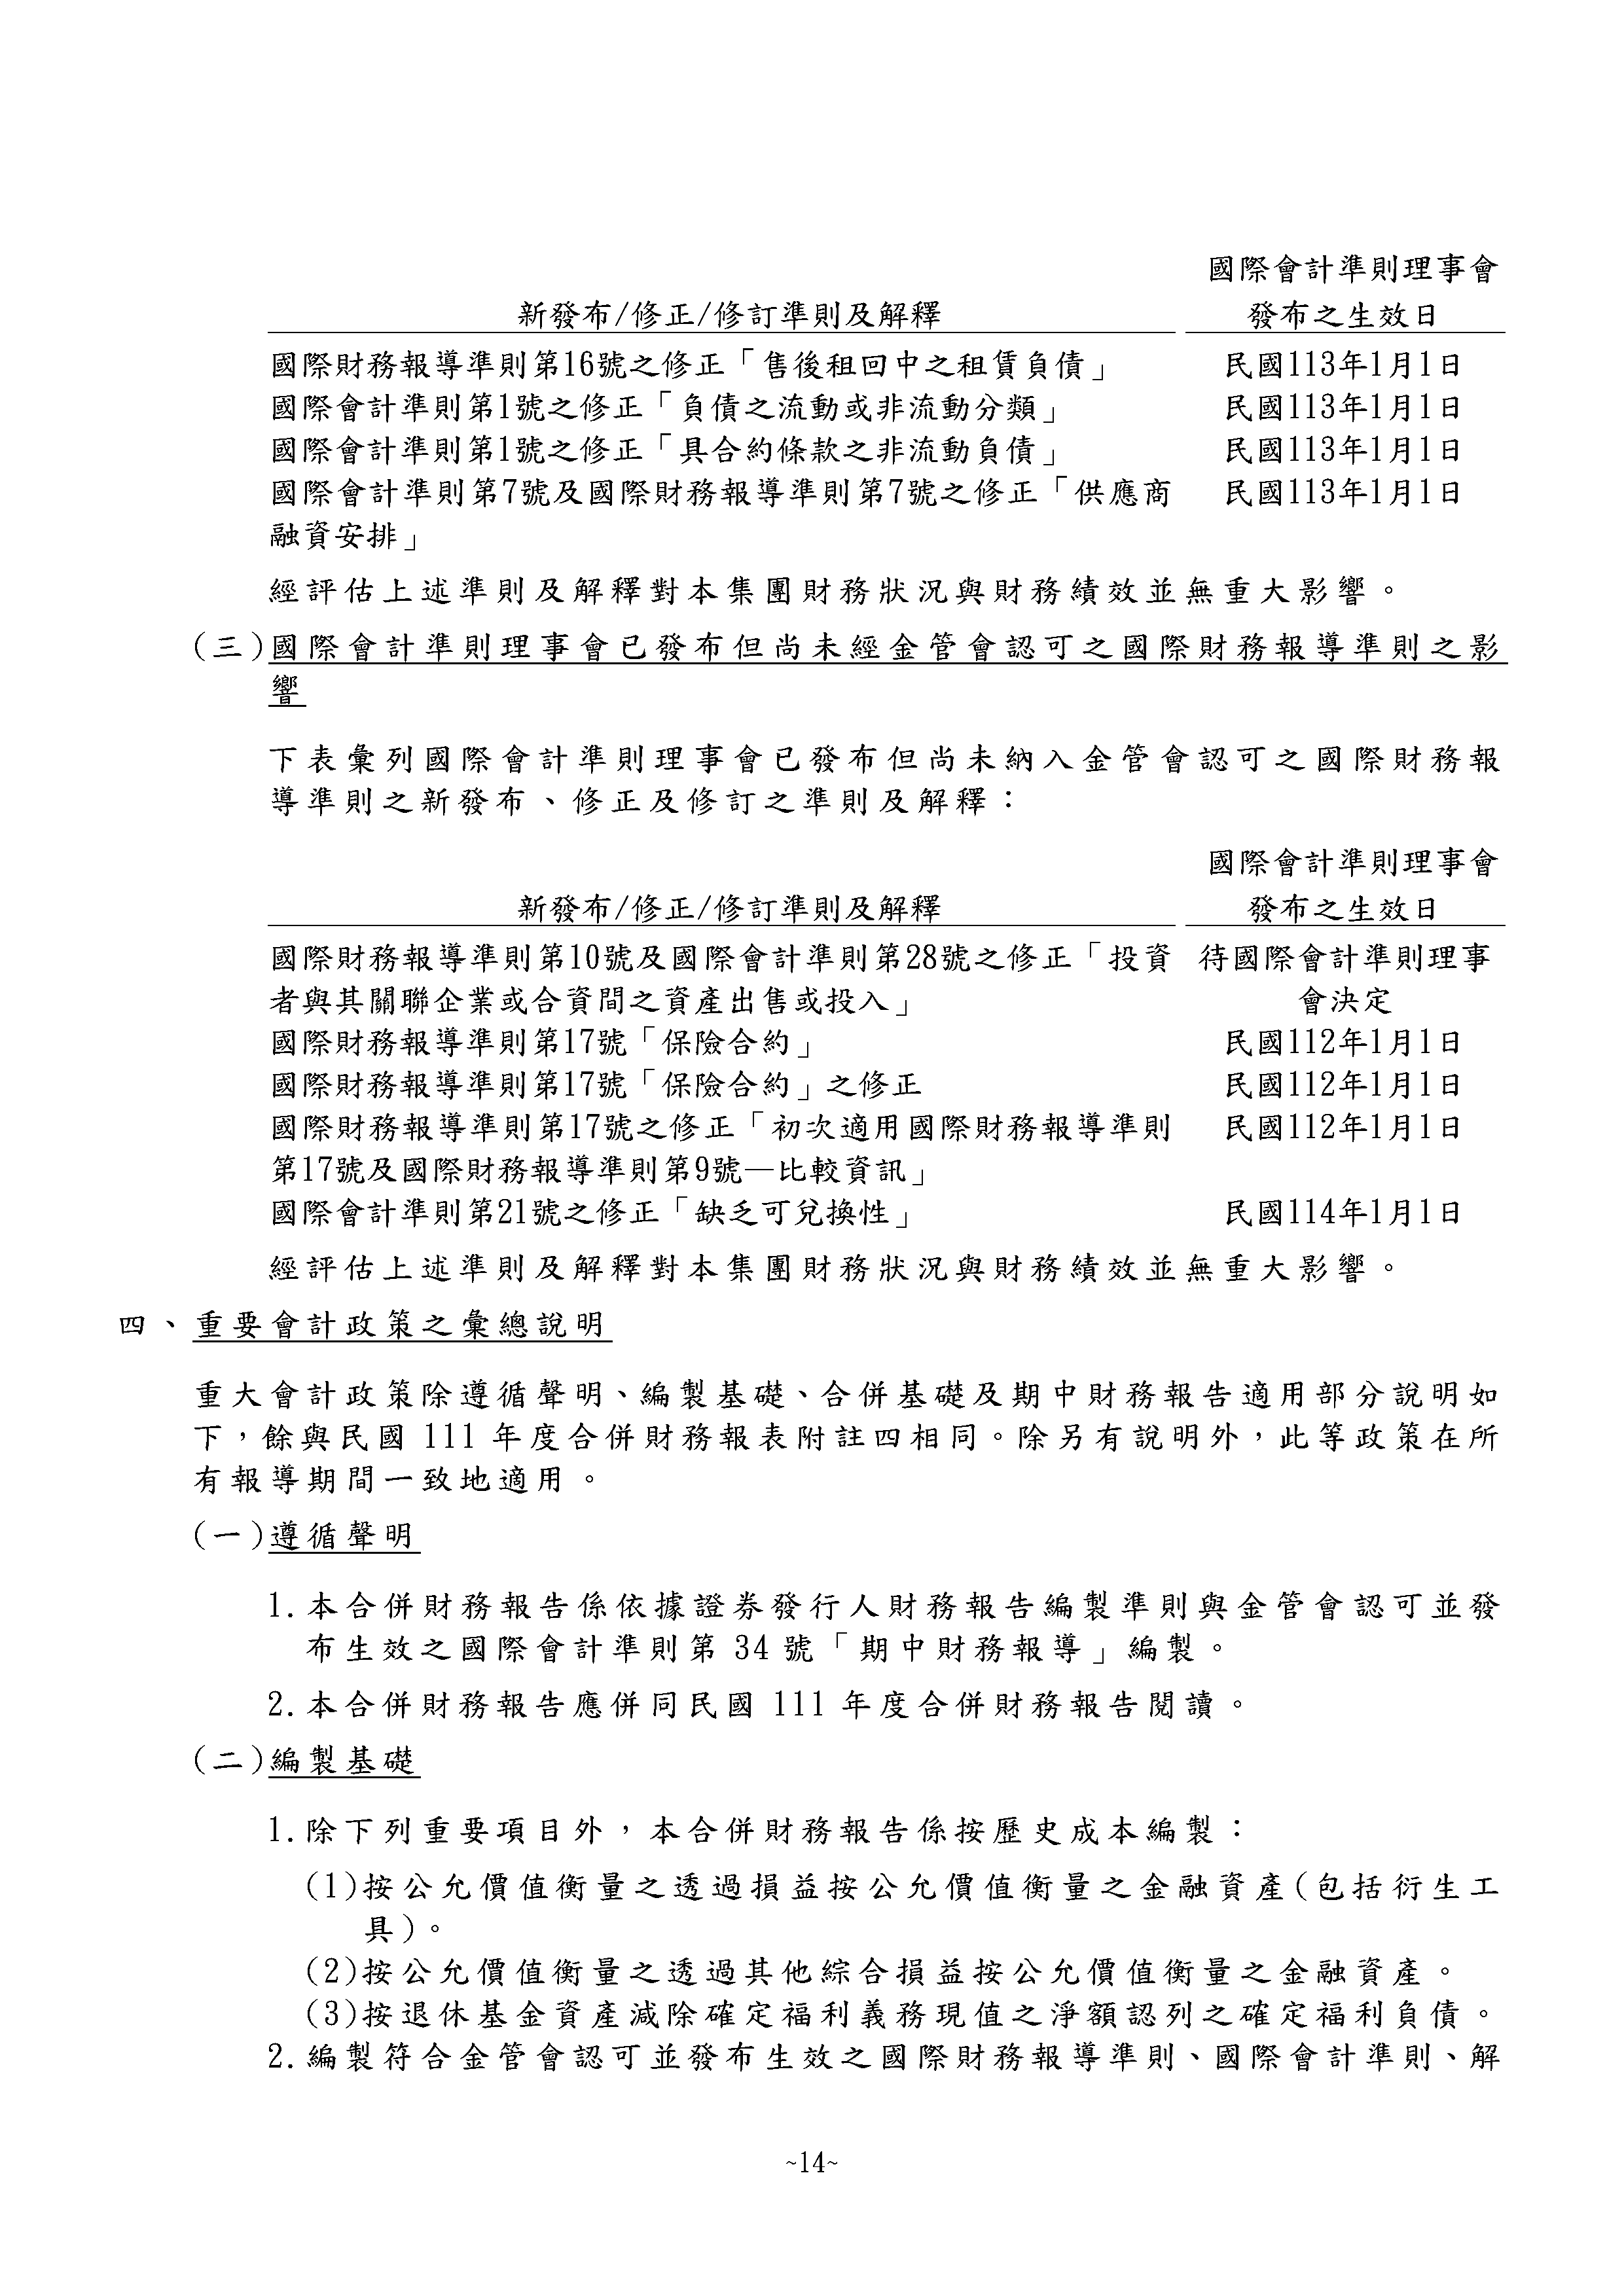 國際會計準則理事會
新發布/修正/修訂準則及解釋 發布之生效日
國際財務報導準則第16號之修正「售後租回中之租賃負債」 民國113年1月1日
國際會計準則第1號之修正「負債之流動或非流動分類」 民國113年1月1日
國際會計準則第1號之修正「具合約條款之非流動負債」 民國113年1月1日
國際會計準則第7號及國際財務報導準則第7號之修正「供應商 民國113年1月1日
融資安排」
經評估上述準則及解釋對本集團財務狀況與財務績效並無重大影響。
(三)國際會計準則理事會已發布但尚未經金管會認可之國際財務報導準則之影
響
下表彙列國際會計準則理事會已發布但尚未納入金管會認可之國際財務報
導準則之新發布、修正及修訂之準則及解釋：
國際會計準則理事會
新發布/修正/修訂準則及解釋 發布之生效日
國際財務報導準則第10號及國際會計準則第28號之修正「投資 待國際會計準則理事
者與其關聯企業或合資間之資產出售或投入」 會決定
國際財務報導準則第17號「保險合約」 民國112年1月1日
國際財務報導準則第17號「保險合約」之修正 民國112年1月1日
國際財務報導準則第17號之修正「初次適用國際財務報導準則 民國112年1月1日
第17號及國際財務報導準則第9號—比較資訊」
國際會計準則第21號之修正「缺乏可兌換性」 民國114年1月1日
經評估上述準則及解釋對本集團財務狀況與財務績效並無重大影響。
四、重要會計政策之彙總說明
重大會計政策除遵循聲明、編製基礎、合併基礎及期中財務報告適用部分說明如
下，餘與民國 111 年度合併財務報表附註四相同。除另有說明外，此等政策在所
有報導期間一致地適用。
(一)遵循聲明
1.本合併財務報告係依據證券發行人財務報告編製準則與金管會認可並發
布生效之國際會計準則第 34 號「期中財務報導」編製。
2.本合併財務報告應併同民國 111 年度合併財務報告閱讀。
(二)編製基礎
1.除下列重要項目外，本合併財務報告係按歷史成本編製：
(1)按公允價值衡量之透過損益按公允價值衡量之金融資產(包括衍生工
具)。
(2)按公允價值衡量之透過其他綜合損益按公允價值衡量之金融資產。
(3)按退休基金資產減除確定福利義務現值之淨額認列之確定福利負債。
2.編製符合金管會認可並發布生效之國際財務報導準則、國際會計準則、解
~14~